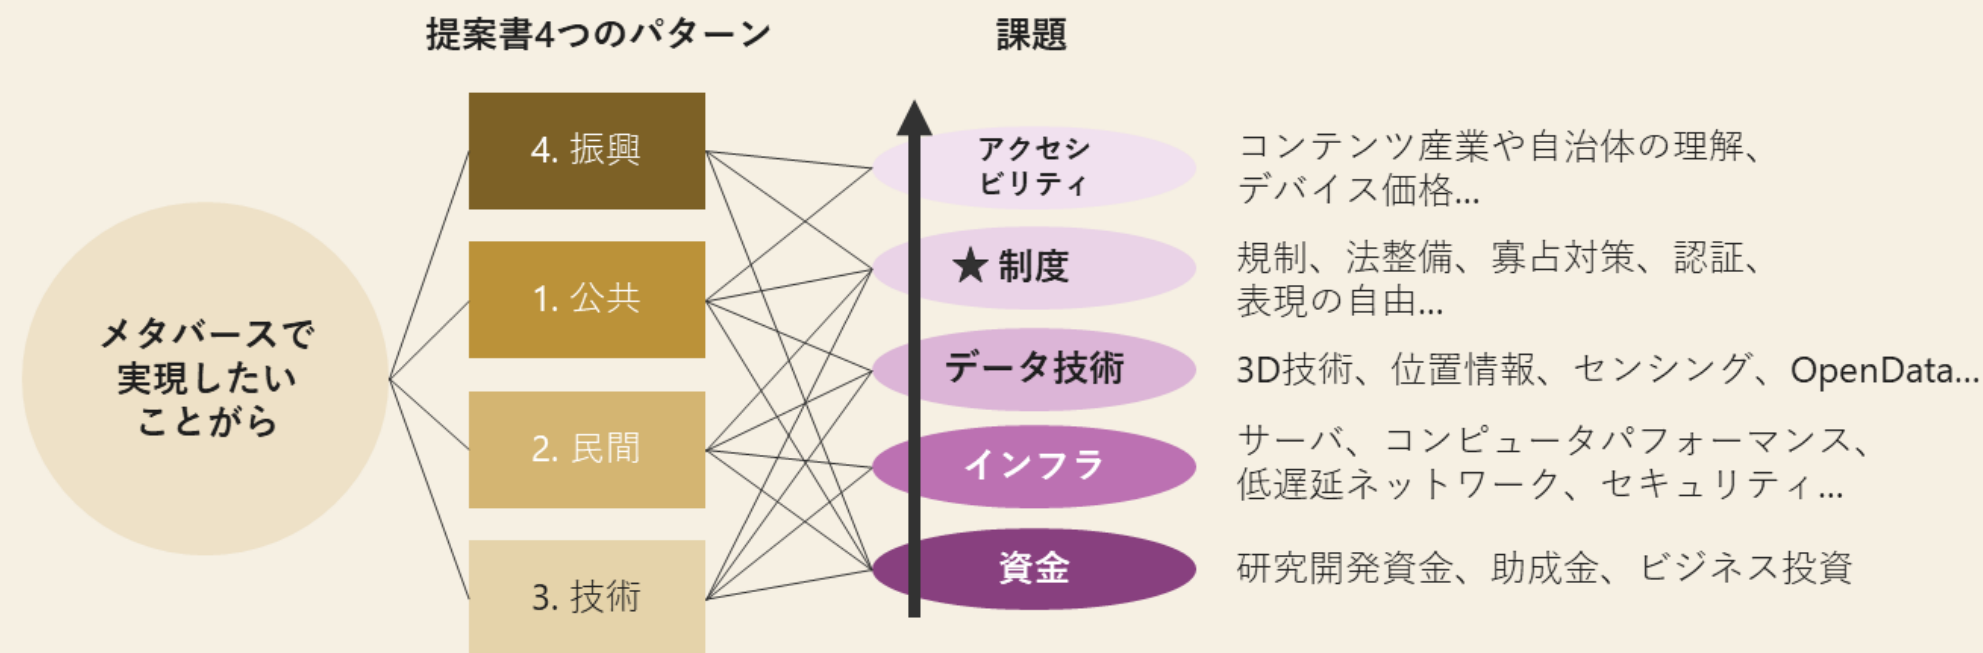 提案書4つのパターン
課題
メタバースで
実現したい
ことがら
4. 振興
1. 公共
2. 民間
3. 技術
アクセシ
ビリティ
コンテンツ産業や自治体の理解、
デバイス価格...
★ 制度
規制、法整備、寡占対策、認証、
表現の自由...
データ技術
3D技術、位置情報、センシング、OpenData...
インフラ
サーバ、コンピュータパフォーマンス、
低遅延ネットワーク、セキュリティ...
資金
研究開発資金、助成金、ビジネス投資